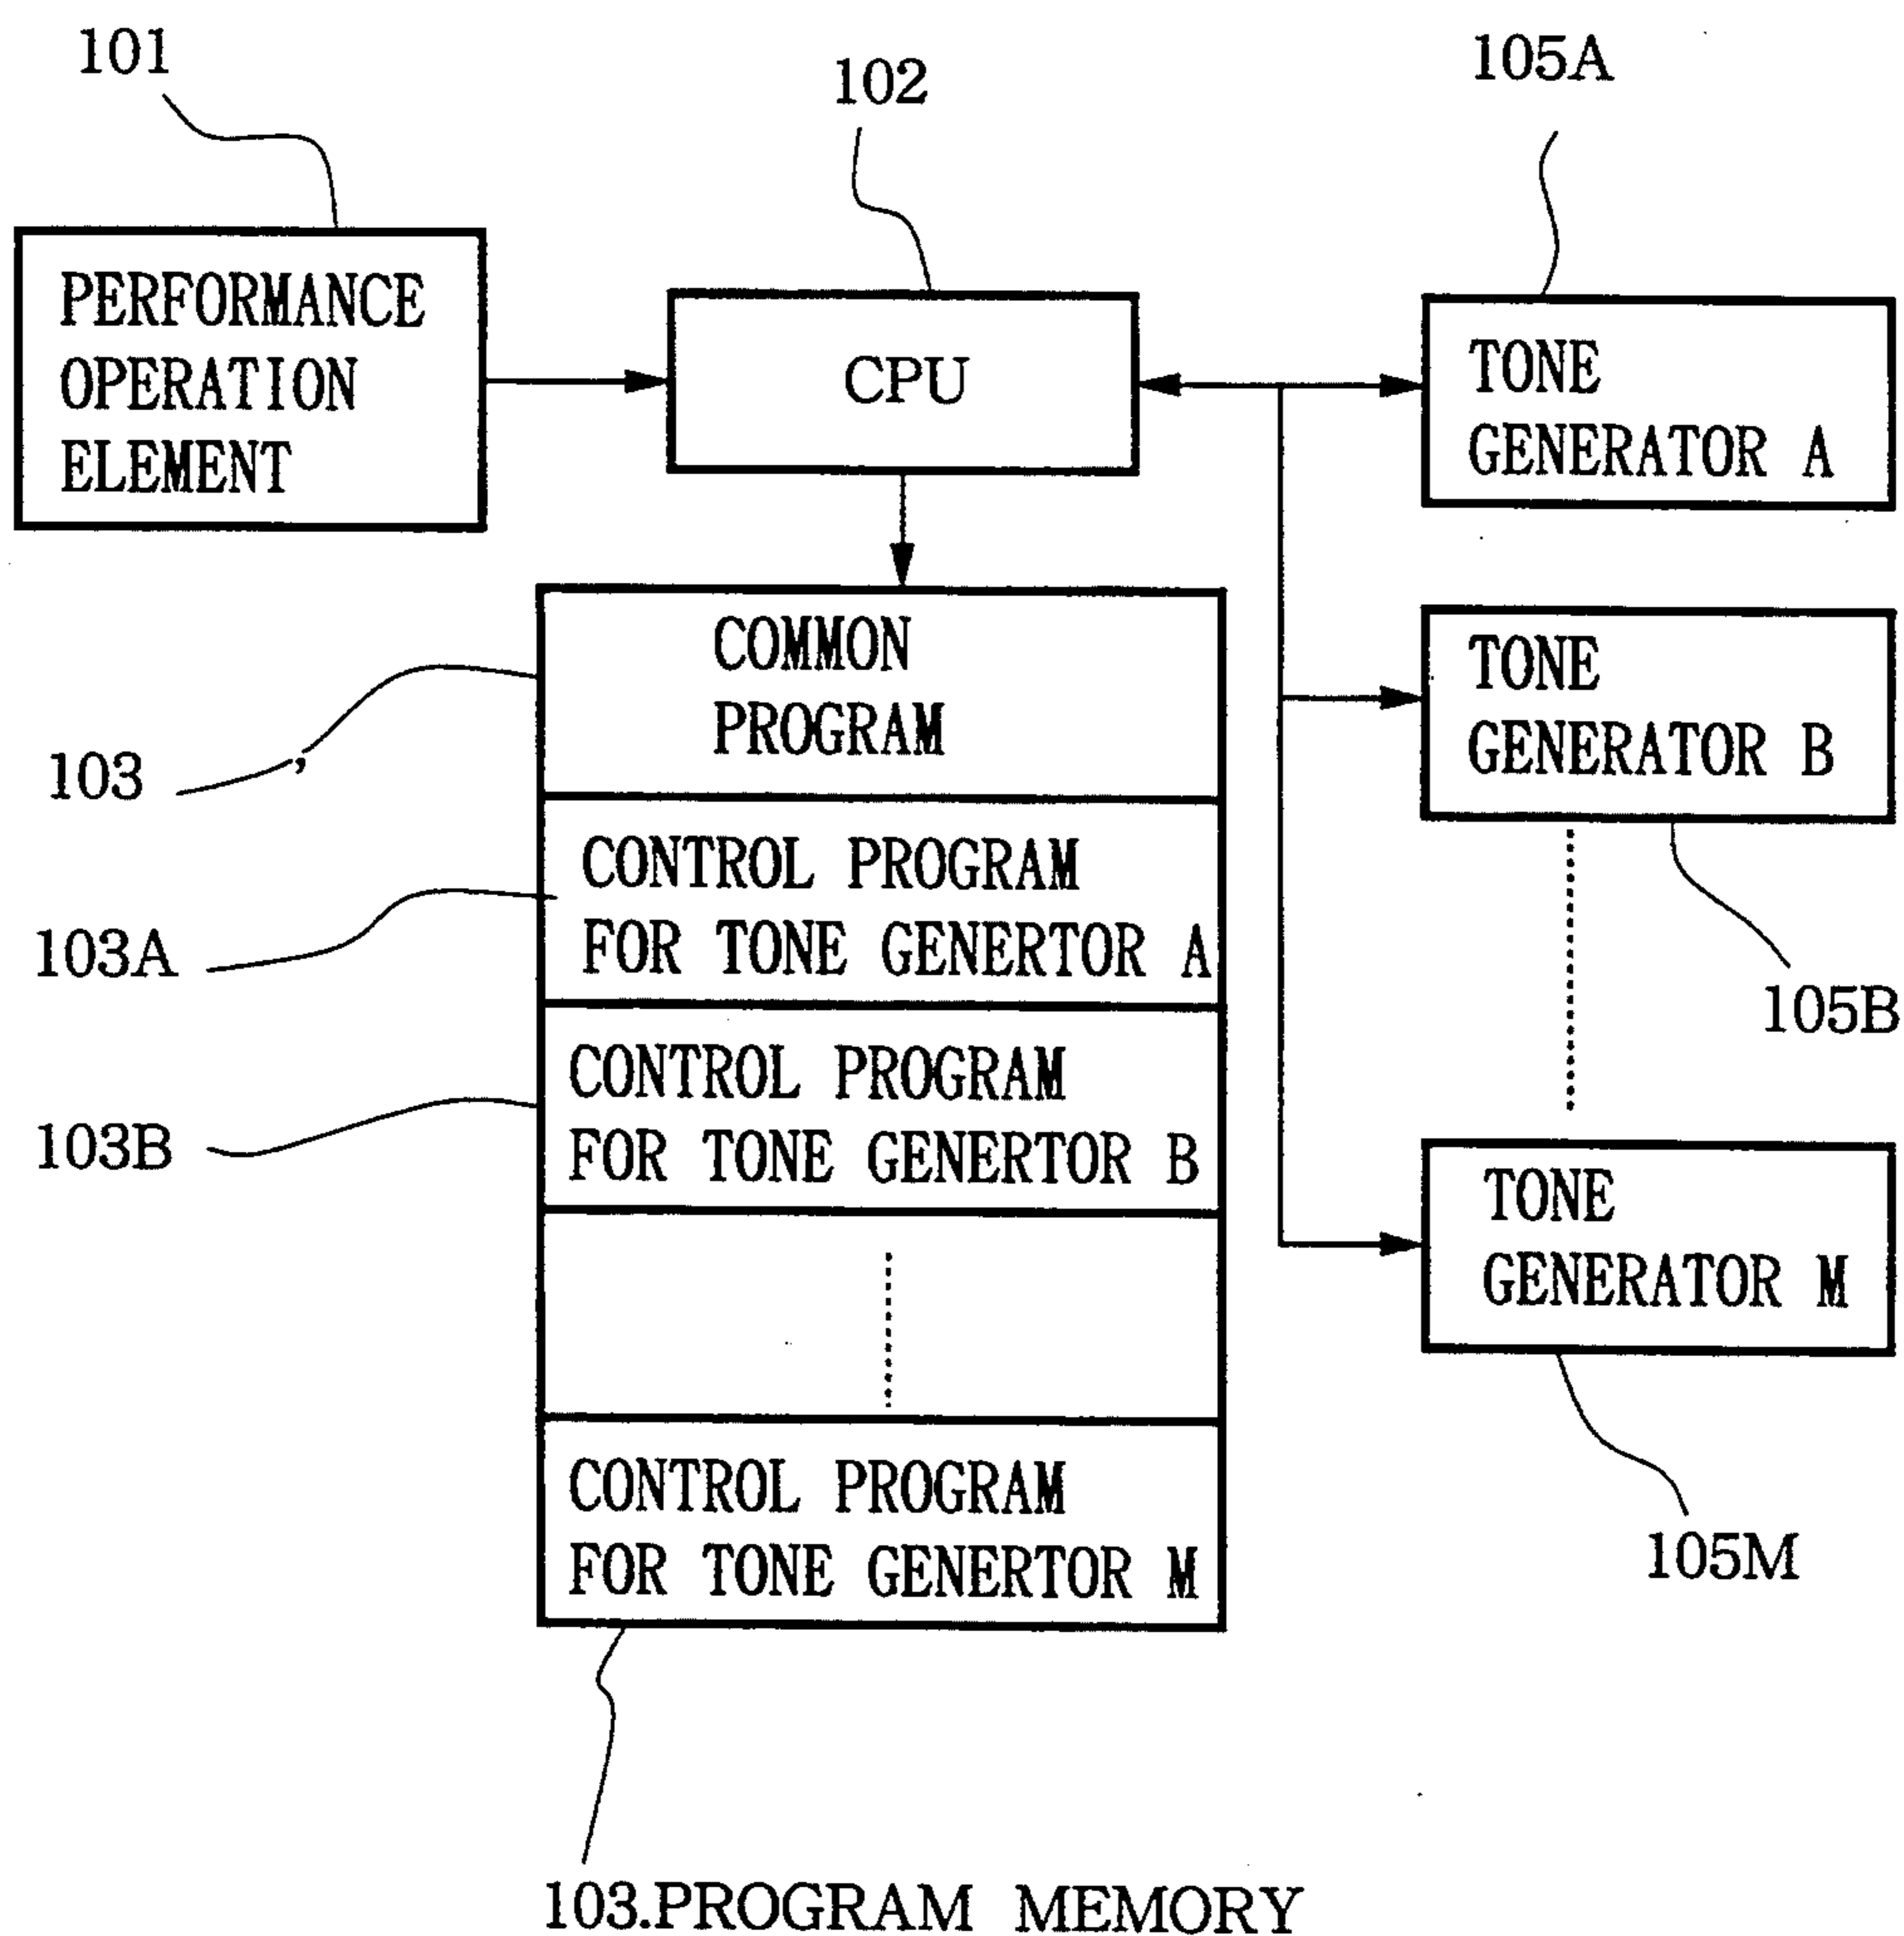 101
102
105A
PERFORMANCE
OPERATION
ELEMENT
CPU
TONE
GENERATOR A
COMMON
PROGRAM
TONE
GENERATOR B
103'
CONTROL PROGRAM
FOR TONE GENERTOR A
103A
105B
CONTROL PROGRAM
FOR TONE GENERTOR B
103B
TONE
GENERATOR M
CONTROL PROGRAM
FOR TONE GENERTOR M
105M
103.PROGRAM MEMORY